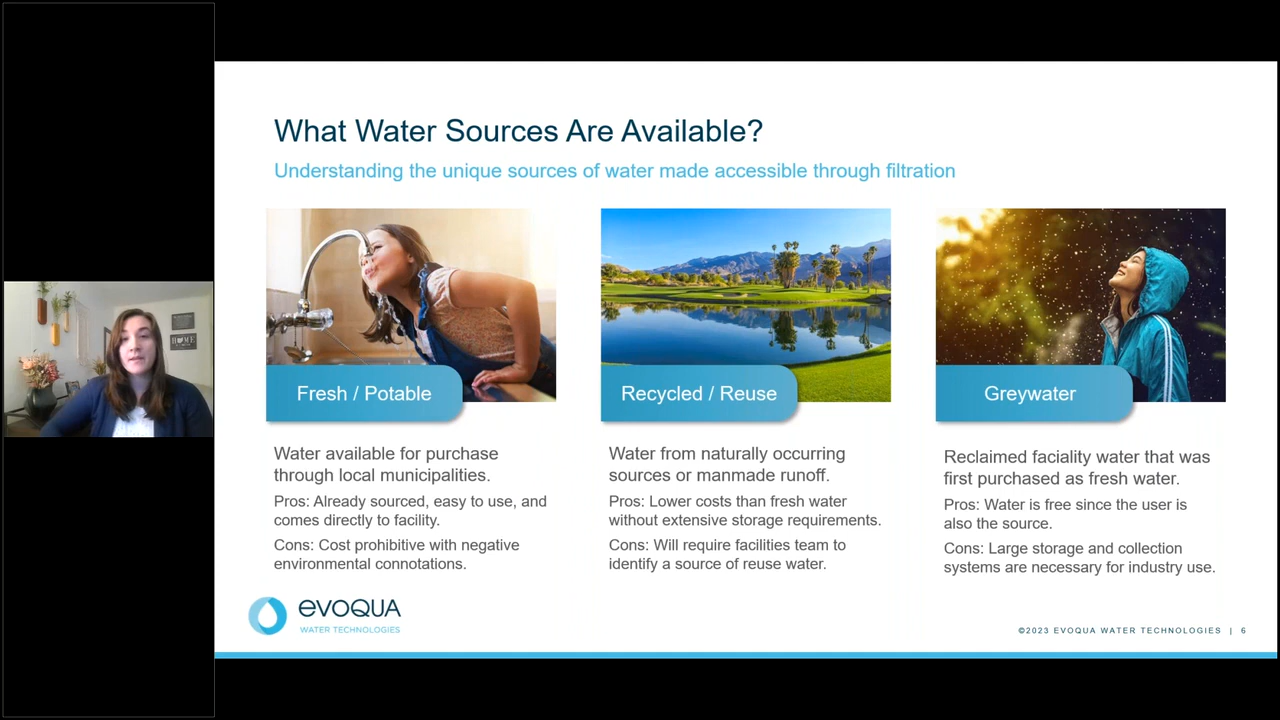 What Water Sources Are Available?
Understanding the unique sources of water made accessible through filtration
Fresh / Potable
Water available for purchase
through local municipalities.
Pros: Already sourced, easy to use, and
comes directly to facility.
Cons: Cost prohibitive with negative
environmental connotations.
Recycled / Reuse
Water from naturally occurring
sources or manmade runoff.
Pros: Lower costs than fresh water
without extensive storage requirements.
Cons: Will require facilities team to
identify a source of reuse water.
Greywater
Reclaimed faciality water that was
first purchased as fresh water.
Pros: Water is free since the user is
also the source.
Cons: Large storage and collection
systems are necessary for industry use.
evoqua
WATER TECHNOLOGIES
©2023 EVOQUA WATER TECHNOLOGIES | 6